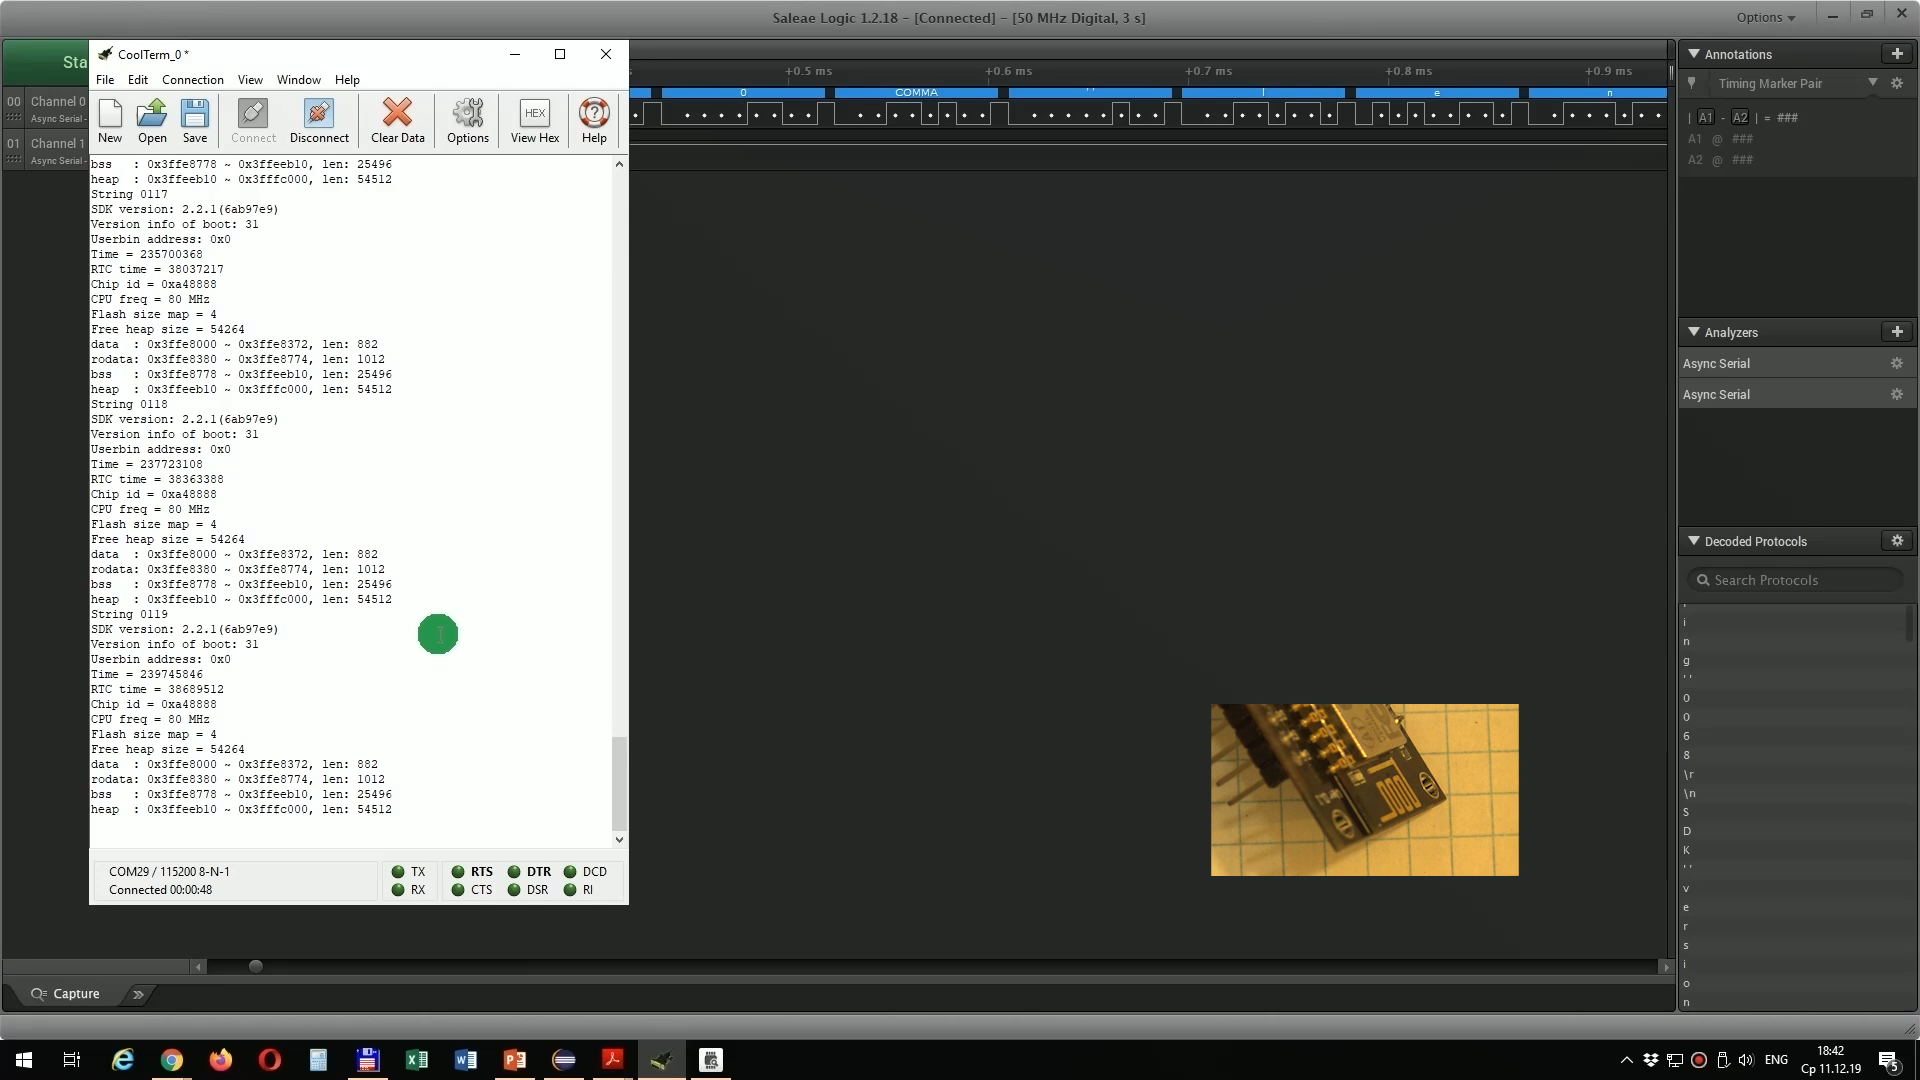 Saleae Logic 1.2.18 - [Connected] - [50 MHz Digital, 3 s]
Options
Sta
CoolTerm_0 *
File Edit Connection View Window Help
New Open Save Connect Disconnect Clear Data Options View Hex Help
HEX
00 Channel 0
Async Serial -
01 Channel 1
Async Serial -
+0.5 ms +0.6 ms +0.7 ms +0.8 ms +0.9 ms
0 COMMA ' ' l e n
bss   : 0x3ffe8778 ~ 0x3ffeeb10, len: 25496
heap  : 0x3ffeeb10 ~ 0x3fffc000, len: 54512
String 0117
SDK version: 2.2.1(6ab97e9)
Version info of boot: 31
Userbin address: 0x0
Time = 235700368
RTC time = 38037217
Chip id = 0xa48888
CPU freq = 80 MHz
Flash size map = 4
Free heap size = 54264
data  : 0x3ffe8000 ~ 0x3ffe8372, len: 882
rodata: 0x3ffe8380 ~ 0x3ffe8774, len: 1012
bss   : 0x3ffe8778 ~ 0x3ffeeb10, len: 25496
heap  : 0x3ffeeb10 ~ 0x3fffc000, len: 54512
String 0118
SDK version: 2.2.1(6ab97e9)
Version info of boot: 31
Userbin address: 0x0
Time = 237723108
RTC time = 38363388
Chip id = 0xa48888
CPU freq = 80 MHz
Flash size map = 4
Free heap size = 54264
data  : 0x3ffe8000 ~ 0x3ffe8372, len: 882
rodata: 0x3ffe8380 ~ 0x3ffe8774, len: 1012
bss   : 0x3ffe8778 ~ 0x3ffeeb10, len: 25496
heap  : 0x3ffeeb10 ~ 0x3fffc000, len: 54512
String 0119
SDK version: 2.2.1(6ab97e9)
Version info of boot: 31
Userbin address: 0x0
Time = 239745846
RTC time = 38689512
Chip id = 0xa48888
CPU freq = 80 MHz
Flash size map = 4
Free heap size = 54264
data  : 0x3ffe8000 ~ 0x3ffe8372, len: 882
rodata: 0x3ffe8380 ~ 0x3ffe8774, len: 1012
bss   : 0x3ffe8778 ~ 0x3ffeeb10, len: 25496
heap  : 0x3ffeeb10 ~ 0x3fffc000, len: 54512
COM29 / 115200 8-N-1
Connected 00:00:48
TX RTS DTR DCD
RX CTS DSR RI
Annotations
Timing Marker Pair
| A1 - A2 | = ###
A1 @ ###
A2 @ ###
Analyzers
Async Serial
Async Serial
Decoded Protocols
Search Protocols
i
n
g
' '
0
0
6
8
\r
\n
S
D
K
' '
v
e
r
s
i
o
n
Capture
ENG
18:42
Ср 11.12.19
5